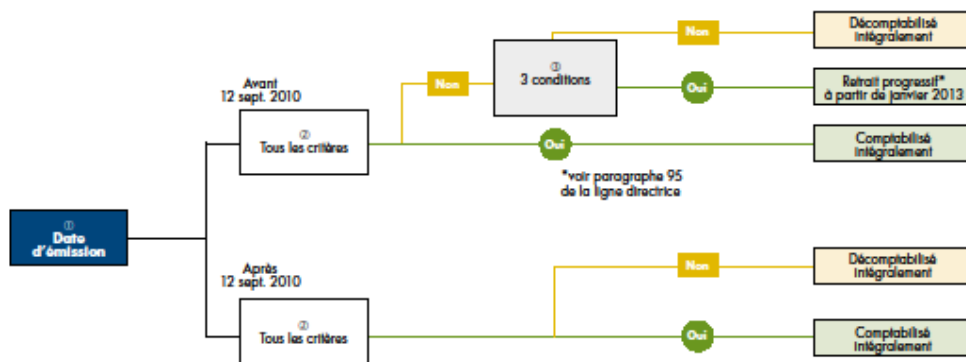 ①
Date
d'émission
Avant
12 sept. 2010
②
Tous les critères
Non
③
3 conditions
Non
Décomptabilisé
intégralement
Oui
Retrait progressif*
à partir de janvier 2013
Oui
Comptabilisé
intégralement
*voir paragraphe 95
de la ligne directrice
Après
12 sept. 2010
②
Tous les critères
Non
Décomptabilisé
intégralement
Oui
Comptabilisé
intégralement